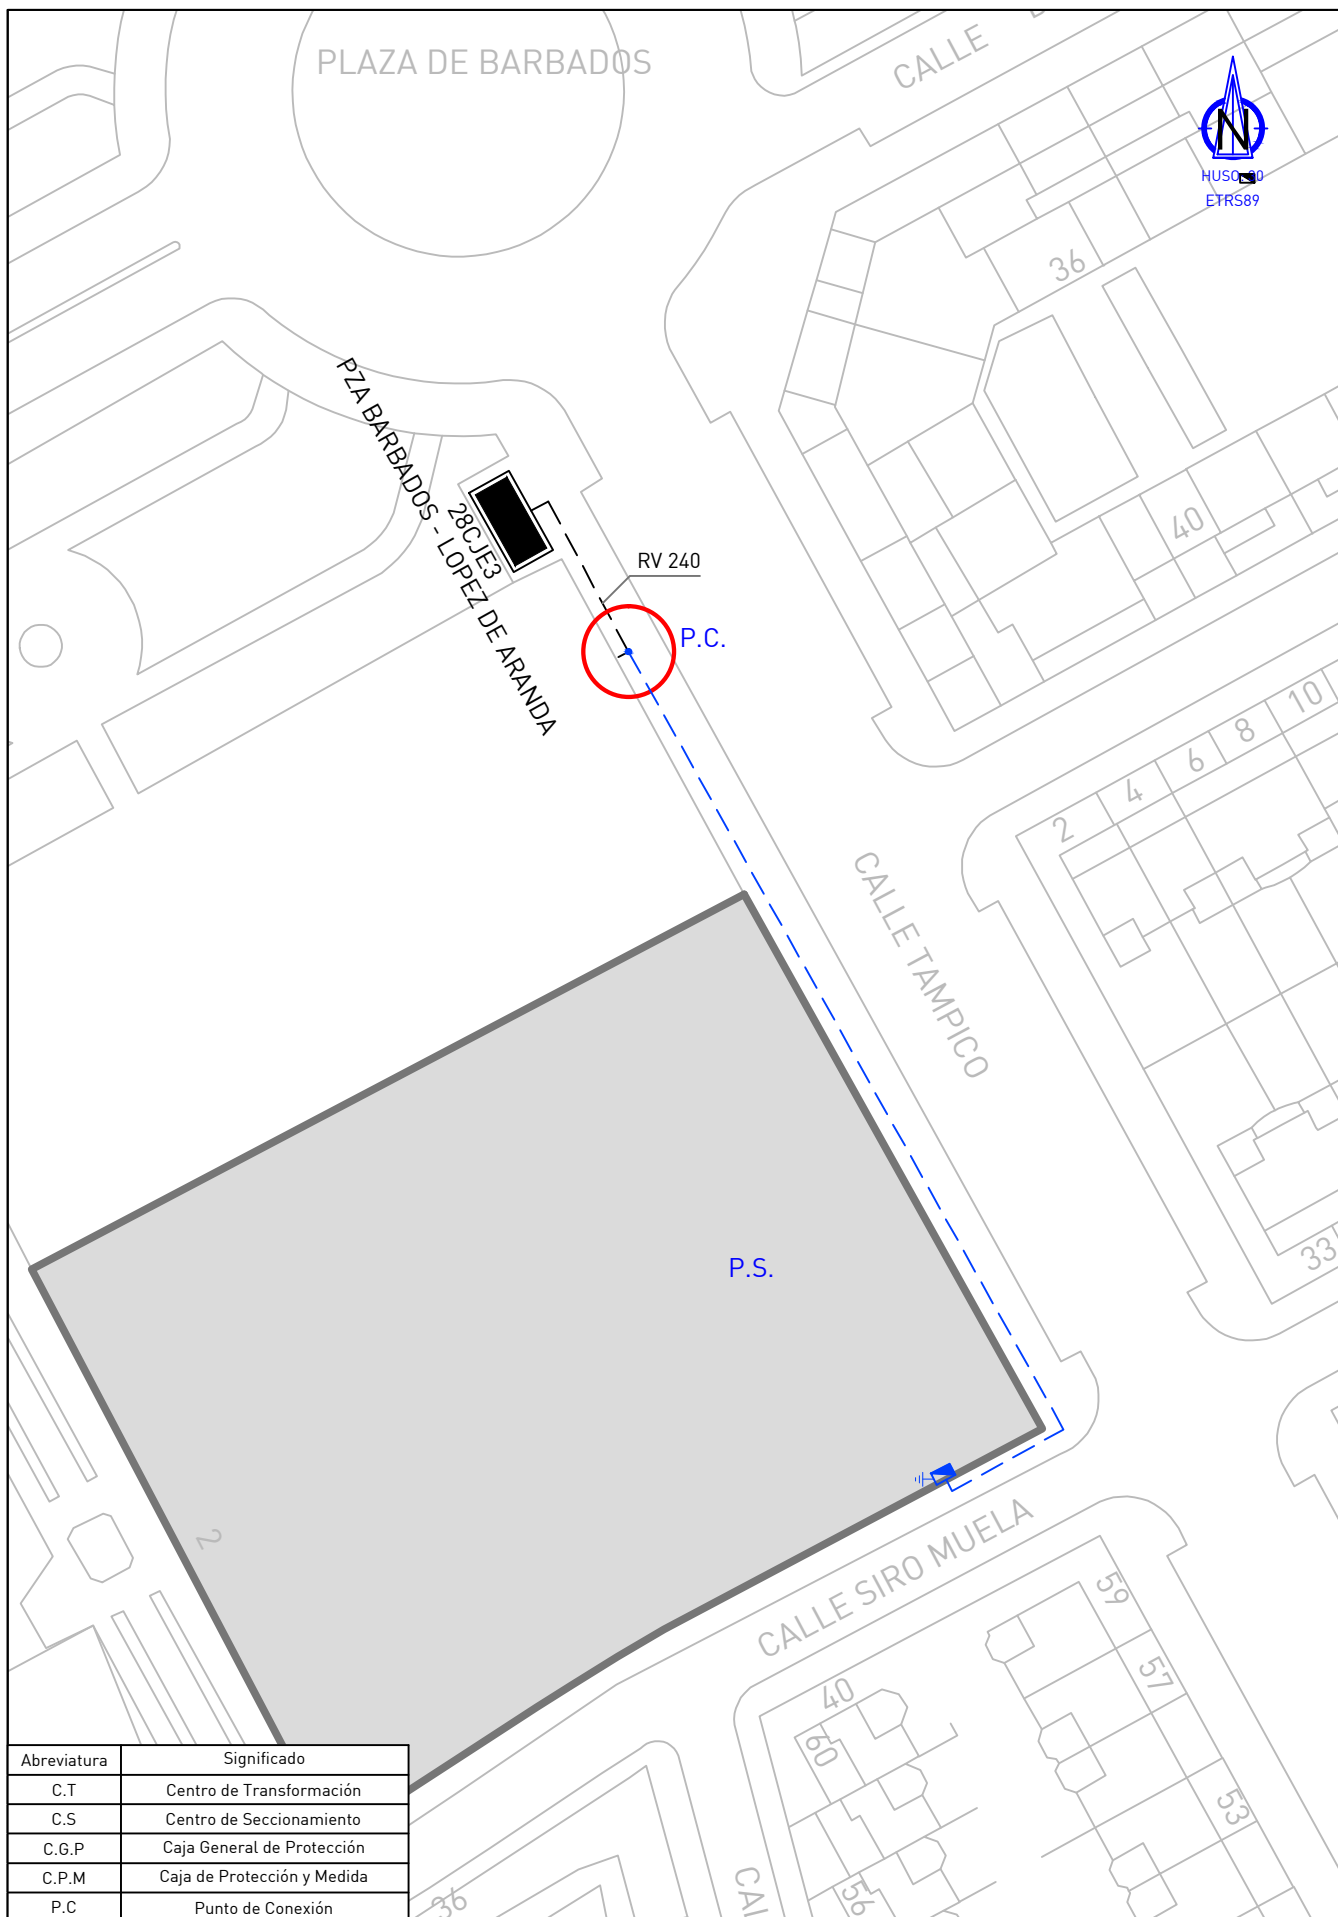 PLAZA DE BARBADOS
CALLE
N
ETRS89
36
PZA BARBADOS - LOPEZ DE ARANDA
28CJE3
40
RV 240
P.C.
10
8
6
4
2
CALLE TAMPICO
P.S.
33
2
CALLE SIRO MUELA
59
57
53
40
60
56
36
Abreviatura Significado
C.T Centro de Transformación
C.S Centro de Seccionamiento
C.G.P Caja General de Protección
C.P.M Caja de Protección y Medida
P.C Punto de Conexión